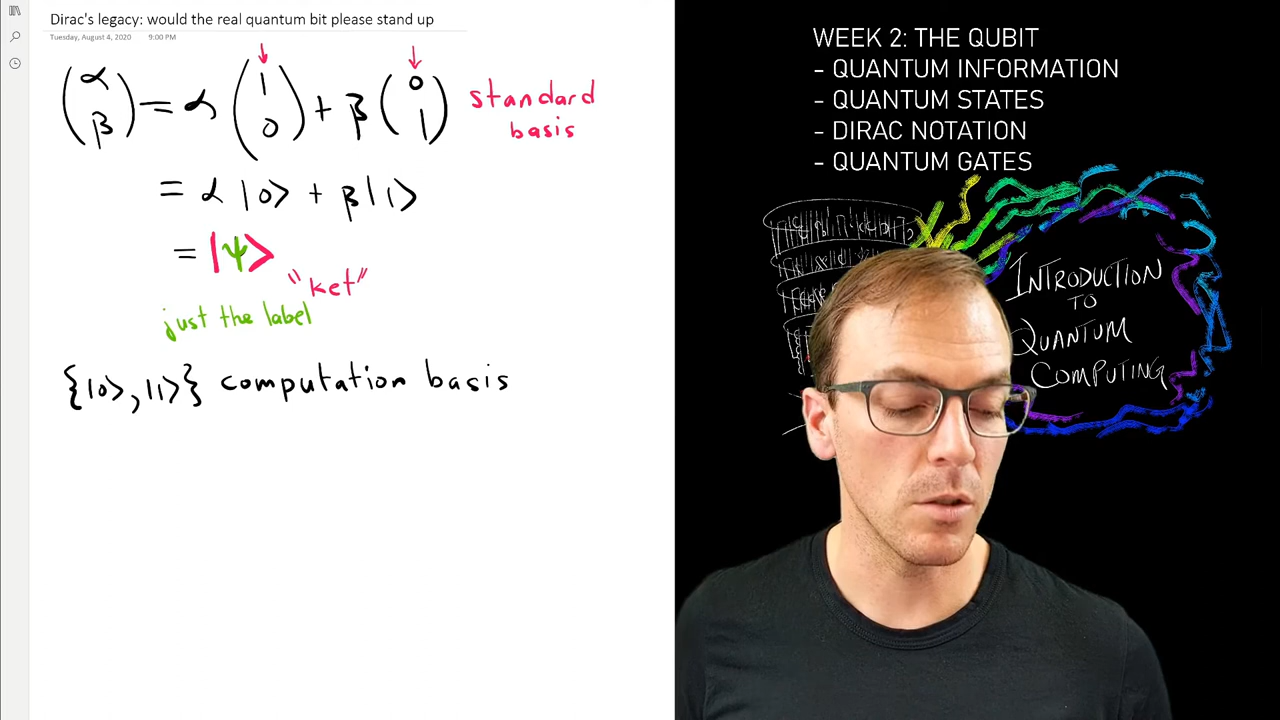 Dirac's legacy: would the real quantum bit please stand up
Tuesday, August 4, 2020 9:00 PM
(α β) = α (1 0) + β (0 1) standard
basis
= α |0> + β |1>
= |ψ>
"ket"
just the label
{|0>, |1>} computation basis
WEEK 2: THE QUBIT
- QUANTUM INFORMATION
- QUANTUM STATES
- DIRAC NOTATION
- QUANTUM GATES
INTRODUCTION
TO
QUANTUM
COMPUTING